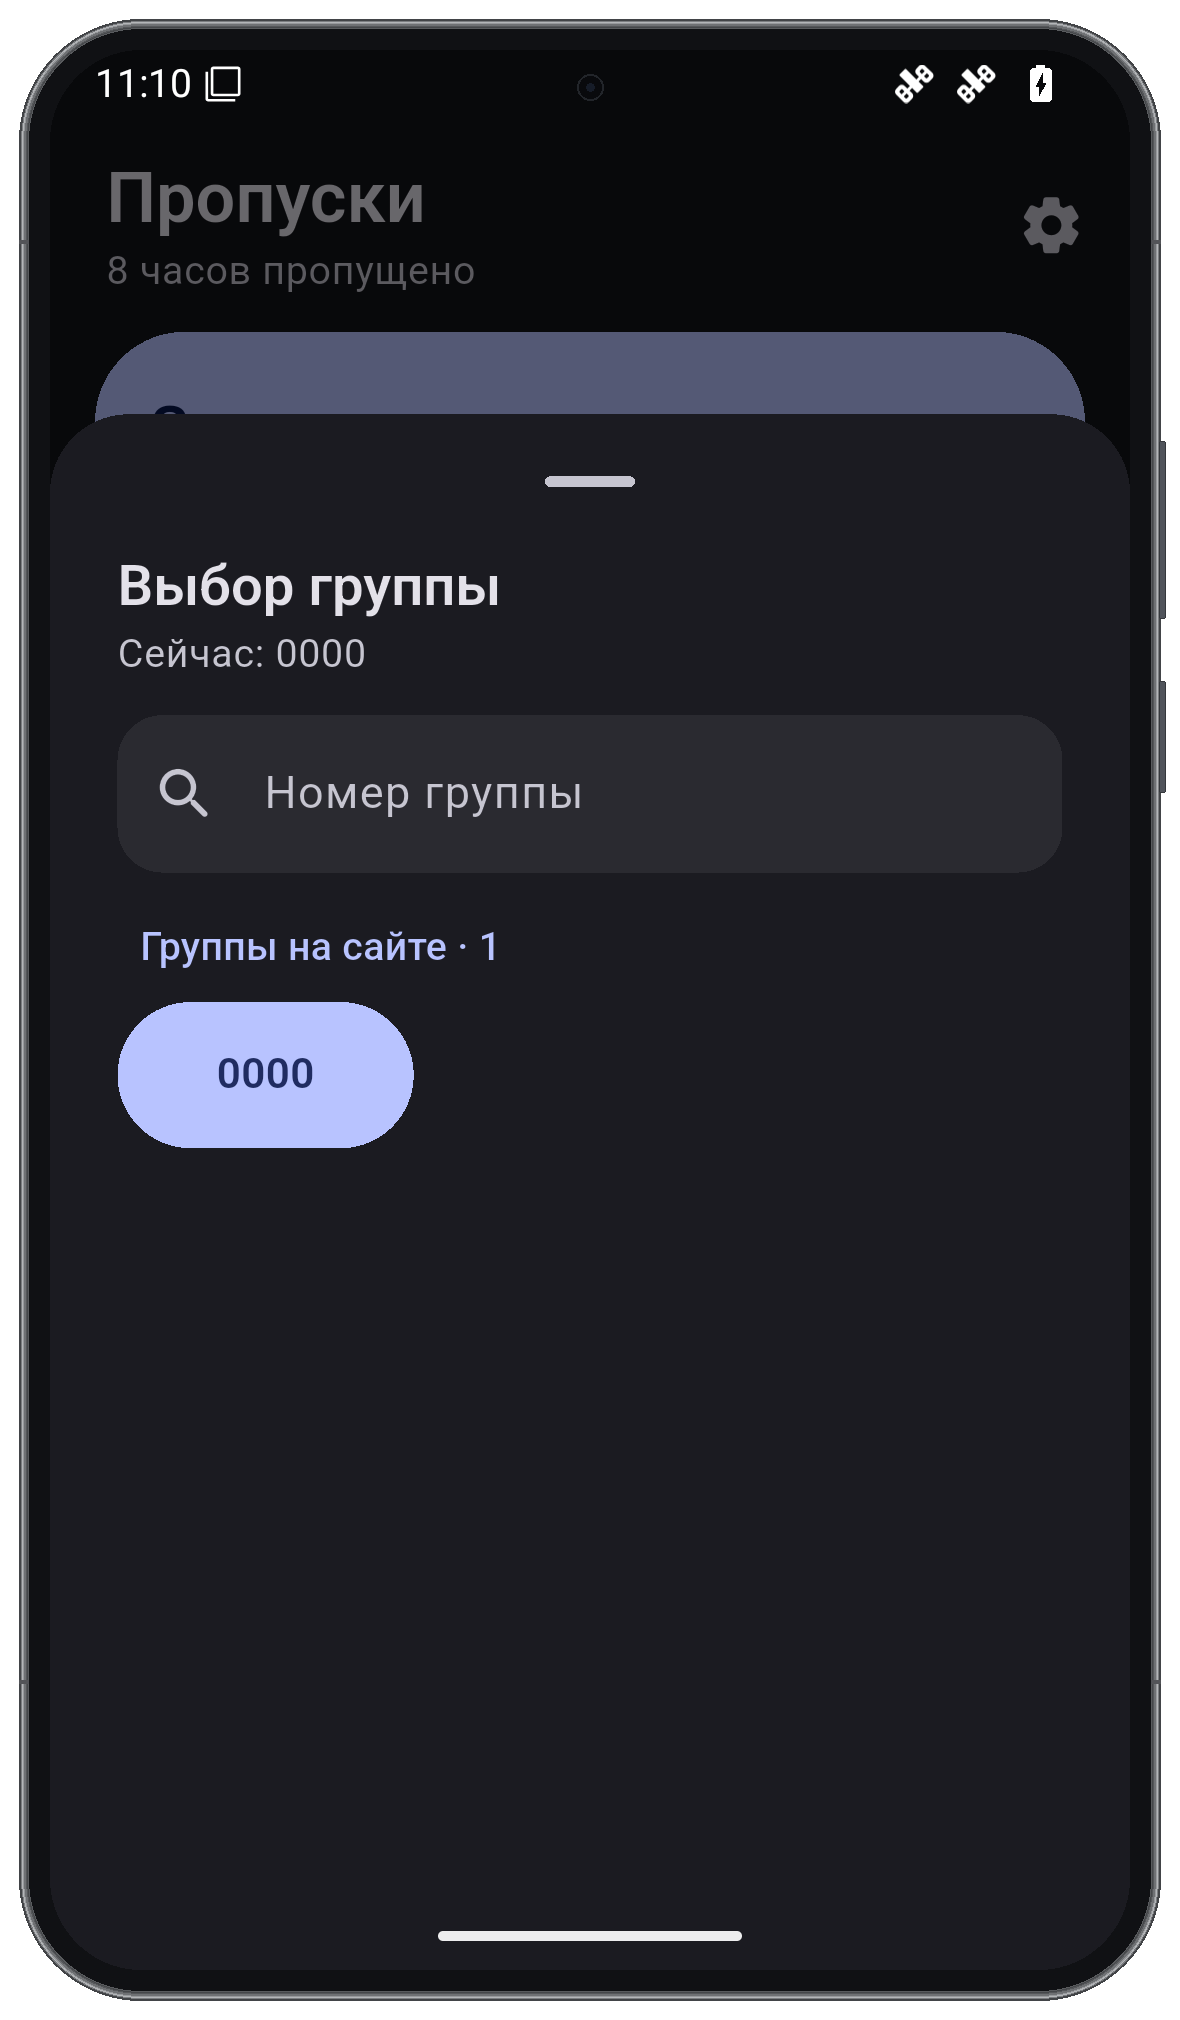 11:10
Пропуски
8 часов пропущено
Выбор группы
Сейчас: 0000
Номер группы
Группы на сайте · 1
0000